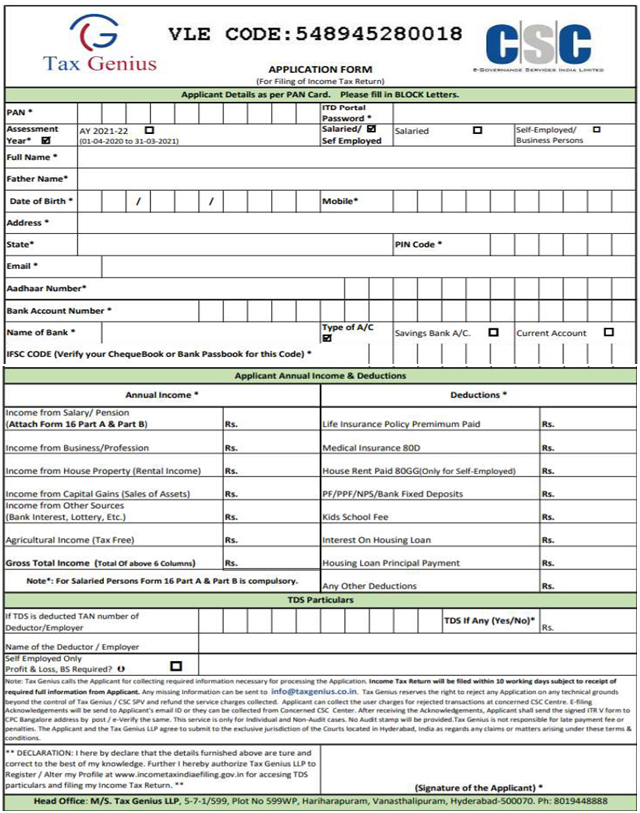 Tax Genius
VLE CODE:548945280018
CSC
e-Governance Services India Limited
APPLICATION FORM
(For Filing of Income Tax Return)
Applicant Details as per PAN Card. Please fill in BLOCK Letters.
PAN *
ITD Portal
Password *
Assessment
Year*
AY 2021-22
(01-04-2020 to 31-03-2021)
Salaried/
Sef Employed
Salaried
Self-Employed/
Business Persons
Full Name *
Father Name*
Date of Birth * / /
Mobile*
Address *
State*
PIN Code *
Email *
Aadhaar Number*
Bank Account Number *
Name of Bank *
Type of A/C
Savings Bank A/C.
Current Account
IFSC CODE (Verify your ChequeBook or Bank Passbook for this Code) *
Applicant Annual Income & Deductions
Annual Income *
Deductions *
Income from Salary/ Pension
(Attach Form 16 Part A & Part B) Rs.
Life Insurance Policy Premimum Paid Rs.
Income from Business/Profession Rs.
Medical Insurance 80D Rs.
Income from House Property (Rental Income) Rs.
House Rent Paid 80GG(Only for Self-Employed) Rs.
Income from Capital Gains (Sales of Assets) Rs.
PF/PPF/NPS/Bank Fixed Deposits Rs.
Income from Other Sources
(Bank Interest, Lottery, Etc.) Rs.
Kids School Fee Rs.
Agricultural Income (Tax Free) Rs.
Interest On Housing Loan Rs.
Gross Total Income (Total Of above 6 Columns) Rs.
Housing Loan Principal Payment Rs.
Note*: For Salaried Persons Form 16 Part A & Part B is compulsory.
Any Other Deductions Rs.
TDS Particulars
If TDS is deducted TAN number of
Deductor/Employer
TDS If Any (Yes/No)* Rs.
Name of the Deductor / Employer
Self Employed Only
Profit & Loss, BS Required?
Note: Tax Genius calls the Applicant for collecting required information necessary for processing the Application. Income Tax Return will be filed within 10 working days subject to receipt of
required full information from Applicant. Any missing Information can be sent to info@taxgenius.co.in. Tax Genius reserves the right to reject any Application on any technical grounds
beyond the control of Tax Genius / CSC SPV and refund the service charges collected. Applicant can collect the user charges for rejected transactions at concerned CSC Centre. E-filing
Acknowledgements will be send to Applicant's email ID or they can be collected from Concerned CSC Center. After receiving the Acknowledgements, Applicant shall send the signed ITR V form to
CPC Bangalore address by post / e-Verify the same. This service is only for Individual and Non-Audit cases. No Audit stamp will be provided.Tax Genius is not responsible for late payment fee or
penalties. The Applicant and the Tax Genius LLP agree to submit to the exclusive jurisdiction of the Courts located in Hyderabad, India as regards any claims or matters arising under these terms &
conditions.
** DECLARATION: I here by declare that the details furnished above are ture and
correct to the best of my knowledge. Further I hereby authorize Tax Genius LLP to
Register / Alter my Profile at www.incometaxindiaefiling.gov.in for accesing TDS
particulars and filing my Income Tax Return. **
(Signature of the Applicant) *
Head Office: M/S. Tax Genius LLP, 5-7-1/599, Plot No 599WP, Hariharapuram, Vanasthalipuram, Hyderabad-500070. Ph: 8019448888